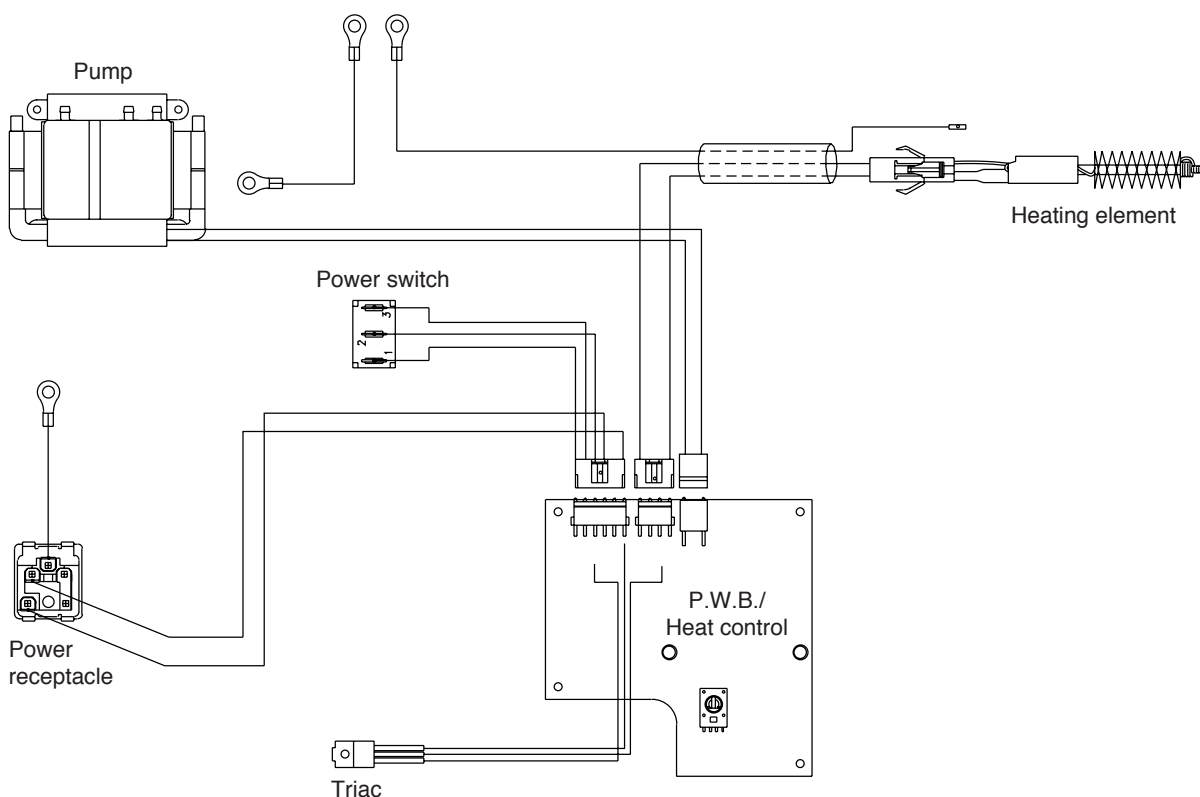 Pump
Heating element
Power switch
3
2
1
P.W.B./
Heat control
Power
receptacle
Triac